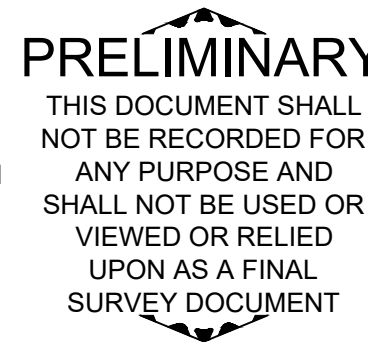 PRELIMINARY
THIS DOCUMENT SHALL
NOT BE RECORDED FOR
ANY PURPOSE AND
SHALL NOT BE USED OR
VIEWED OR RELIED
UPON AS A FINAL
SURVEY DOCUMENT